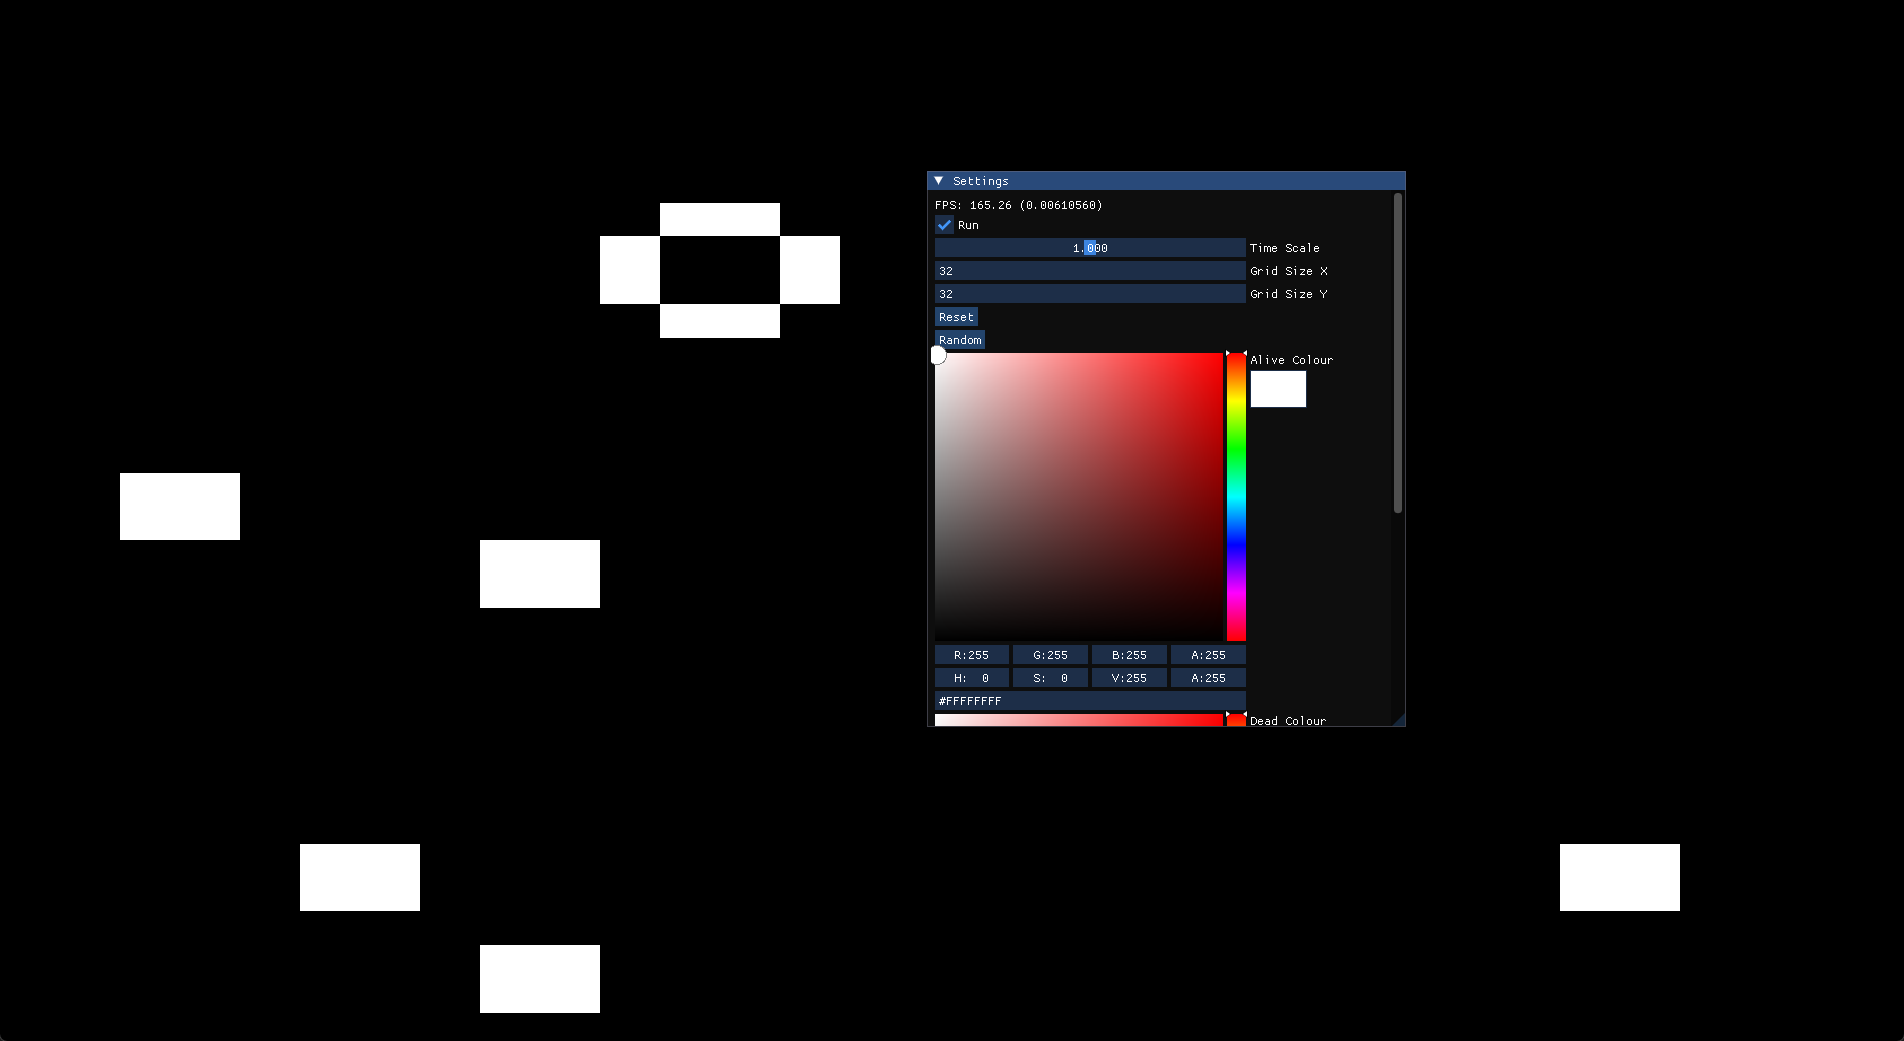 Settings
FPS: 165.26 (0.00610560)
Run
1.000 Time Scale
32 Grid Size X
32 Grid Size Y
Reset
Random
Alive Colour
R:255 G:255 B:255 A:255
H: 0 S: 0 V:255 A:255
#FFFFFFFF
Dead Colour